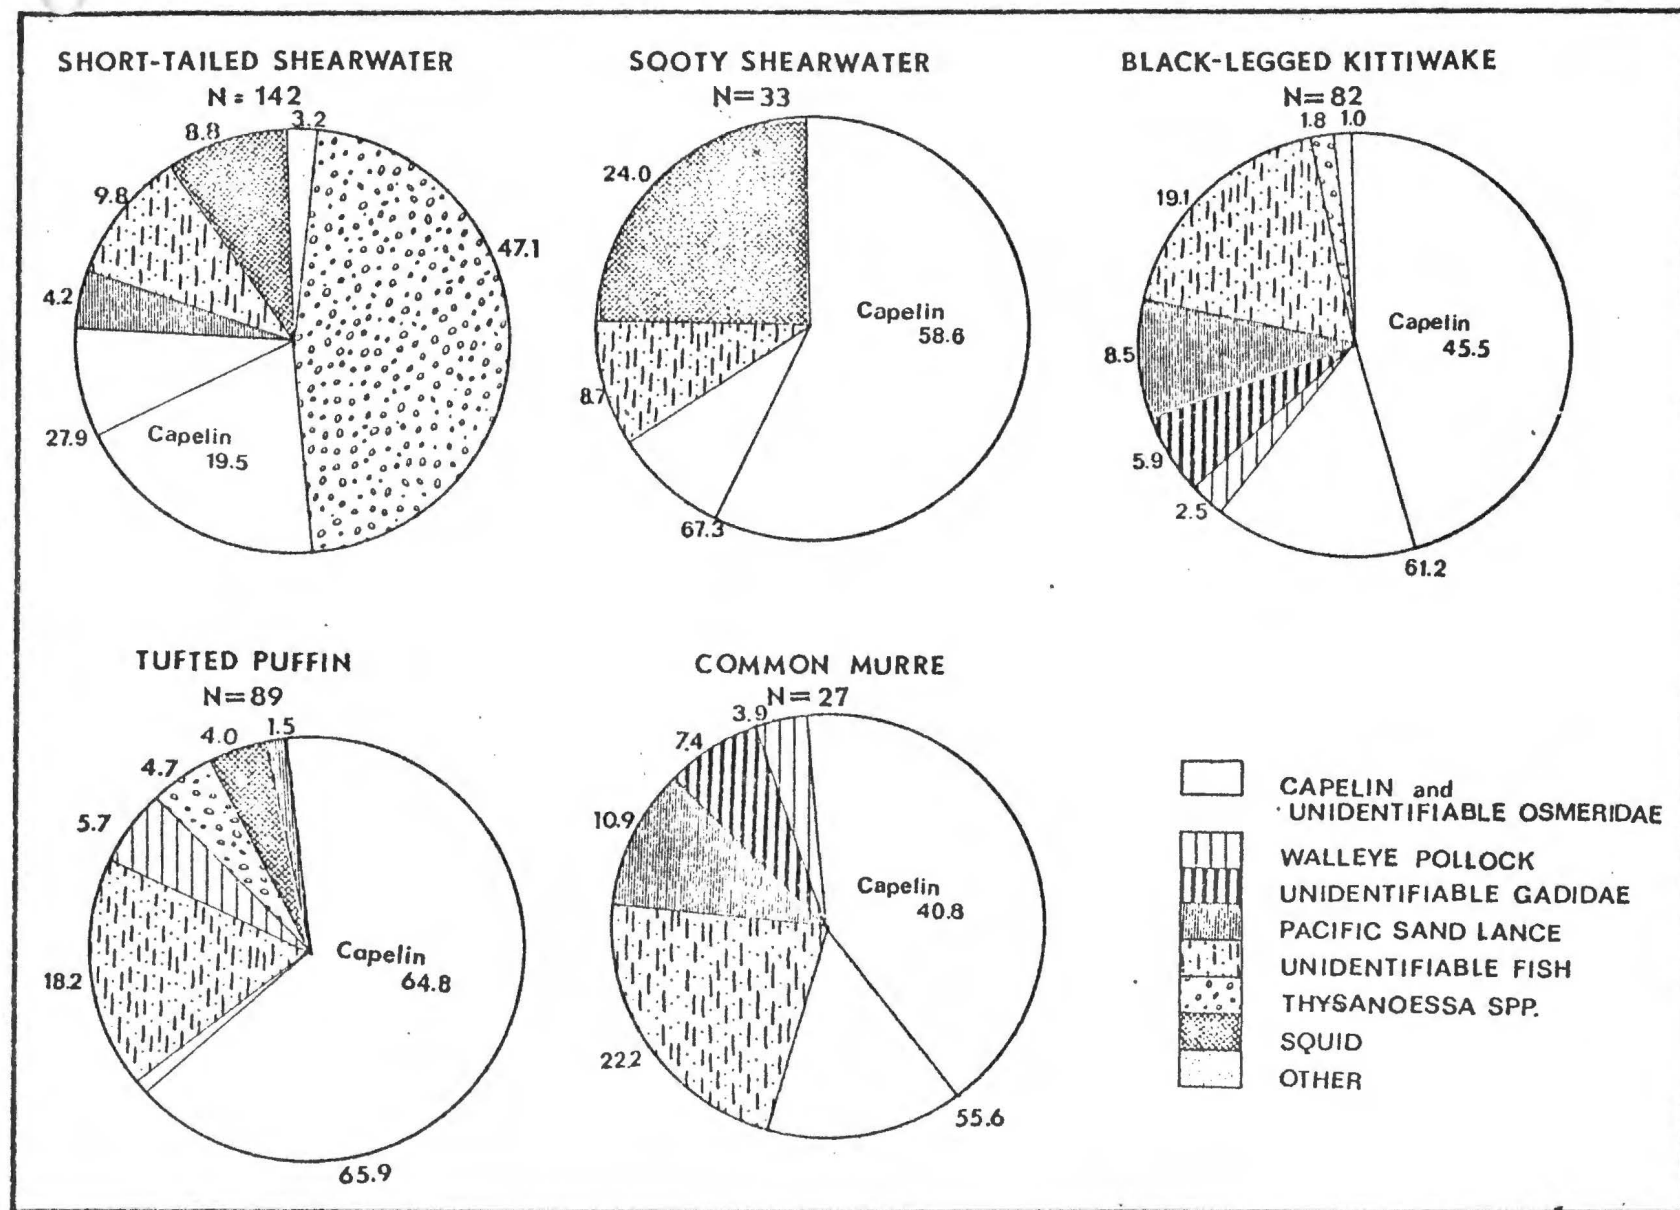 SHORT-TAILED SHEARWATER
N = 142
3.2
8.8
9.8
47.1
4.2
27.9
Capelin
19.5
SOOTY SHEARWATER
N=33
24.0
Capelin
58.6
8.7
67.3
BLACK-LEGGED KITTIWAKE
N=82
1.8
1.0
19.1
Capelin
45.5
8.5
5.9
2.5
61.2
TUFTED PUFFIN
N=89
1.5
4.0
4.7
5.7
Capelin
64.8
18.2
65.9
COMMON MURRE
N=27
3.9
7.4
10.9
Capelin
40.8
22.2
55.6
CAPELIN and
UNIDENTIFIABLE OSMERIDAE
WALLEYE POLLOCK
UNIDENTIFIABLE GADIDAE
PACIFIC SAND LANCE
UNIDENTIFIABLE FISH
THYSANOESSA SPP.
SQUID
OTHER